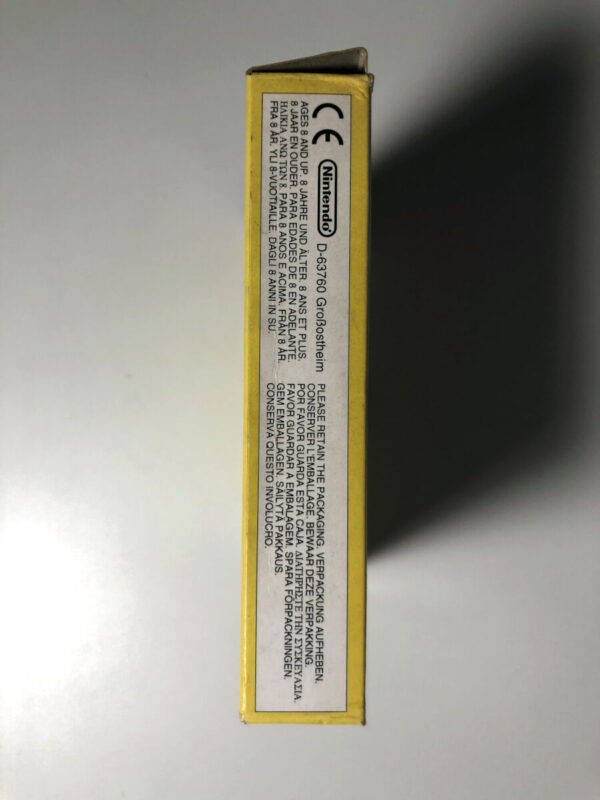 CE Nintendo® D-63760 Großostheim
AGES 8 AND UP. 8 JAHRE UND ÄLTER. 8 ANS ET PLUS.
8 JAAR EN OUDER. PARA EDADES DE 8 EN ADELANTE.
ΗΛΙΚΙΑ ΑΝΩ ΤΩΝ 8. PARA 8 ANOS E ACIMA. FRÅN 8 ÅR.
FRA 8 ÅR. YLI 8-VUOTIAILLE. DAGLI 8 ANNI IN SU.
PLEASE RETAIN THE PACKAGING. VERPACKUNG AUFHEBEN.
CONSERVER L'EMBALLAGE. BEWAAR DEZE VERPAKKING.
POR FAVOR GUARDA ESTA CAJA. ΔΙΑΤΗΡΗΣΤΕ ΤΗΝ ΣΥΣΚΕΥΑΣΙΑ.
FAVOR GUARDAR A EMBALAGEM. SPARA FÖRPACKNINGEN.
GEM EMBALLAGEN. SÄILYTÄ PAKKAUS.
CONSERVA QUESTO INVOLUCRO.